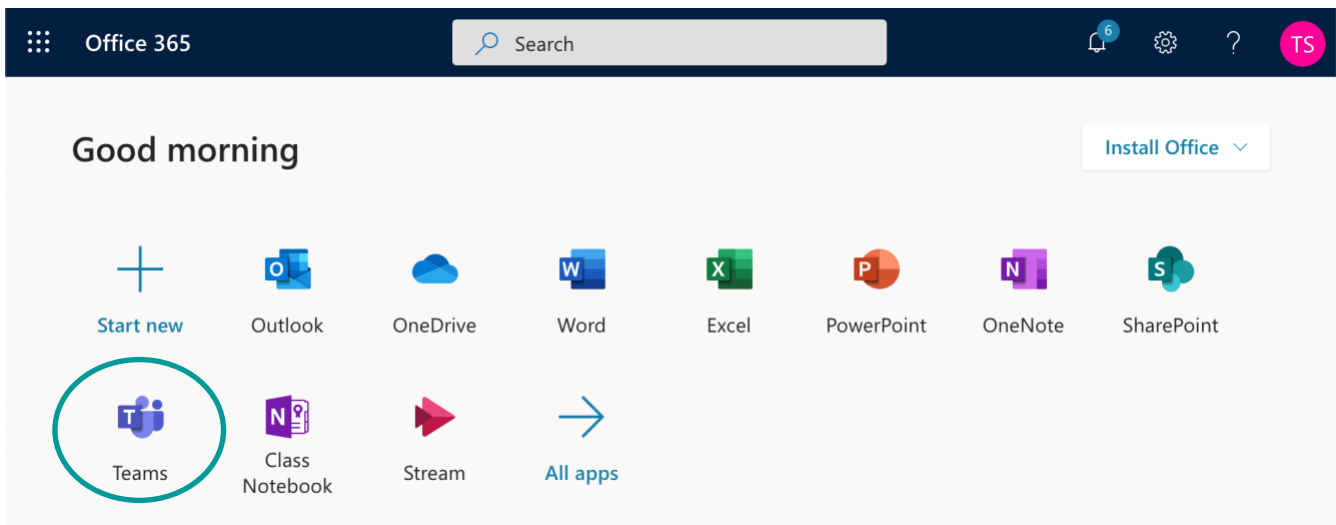 Office 365
Search
6
?
TS
Good morning
Install Office
O
W
X
P
N
S
Start new
Outlook
OneDrive
Word
Excel
PowerPoint
OneNote
SharePoint
T
N
Teams
Class
Notebook
Stream
All apps